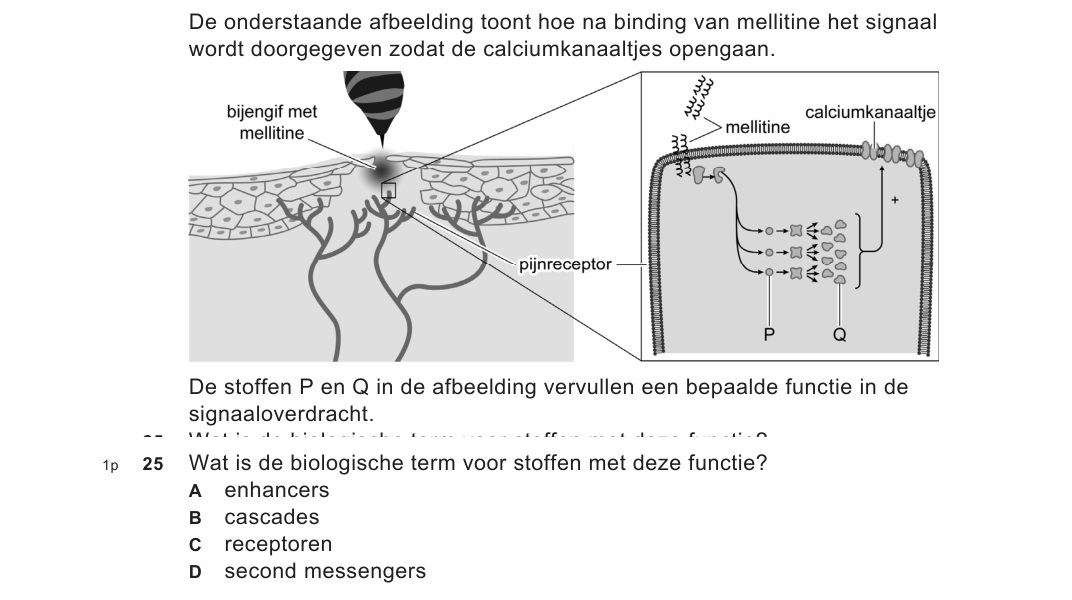 De onderstaande afbeelding toont hoe na binding van mellitine het signaal
wordt doorgegeven zodat de calciumkanaaltjes opengaan.
bijengif met
mellitine
calciumkanaaltje
mellitine
+
pijnreceptor
P
Q
De stoffen P en Q in de afbeelding vervullen een bepaalde functie in de
signaaloverdracht.
1p 25 Wat is de biologische term voor stoffen met deze functie?
A enhancers
B cascades
C receptoren
D second messengers